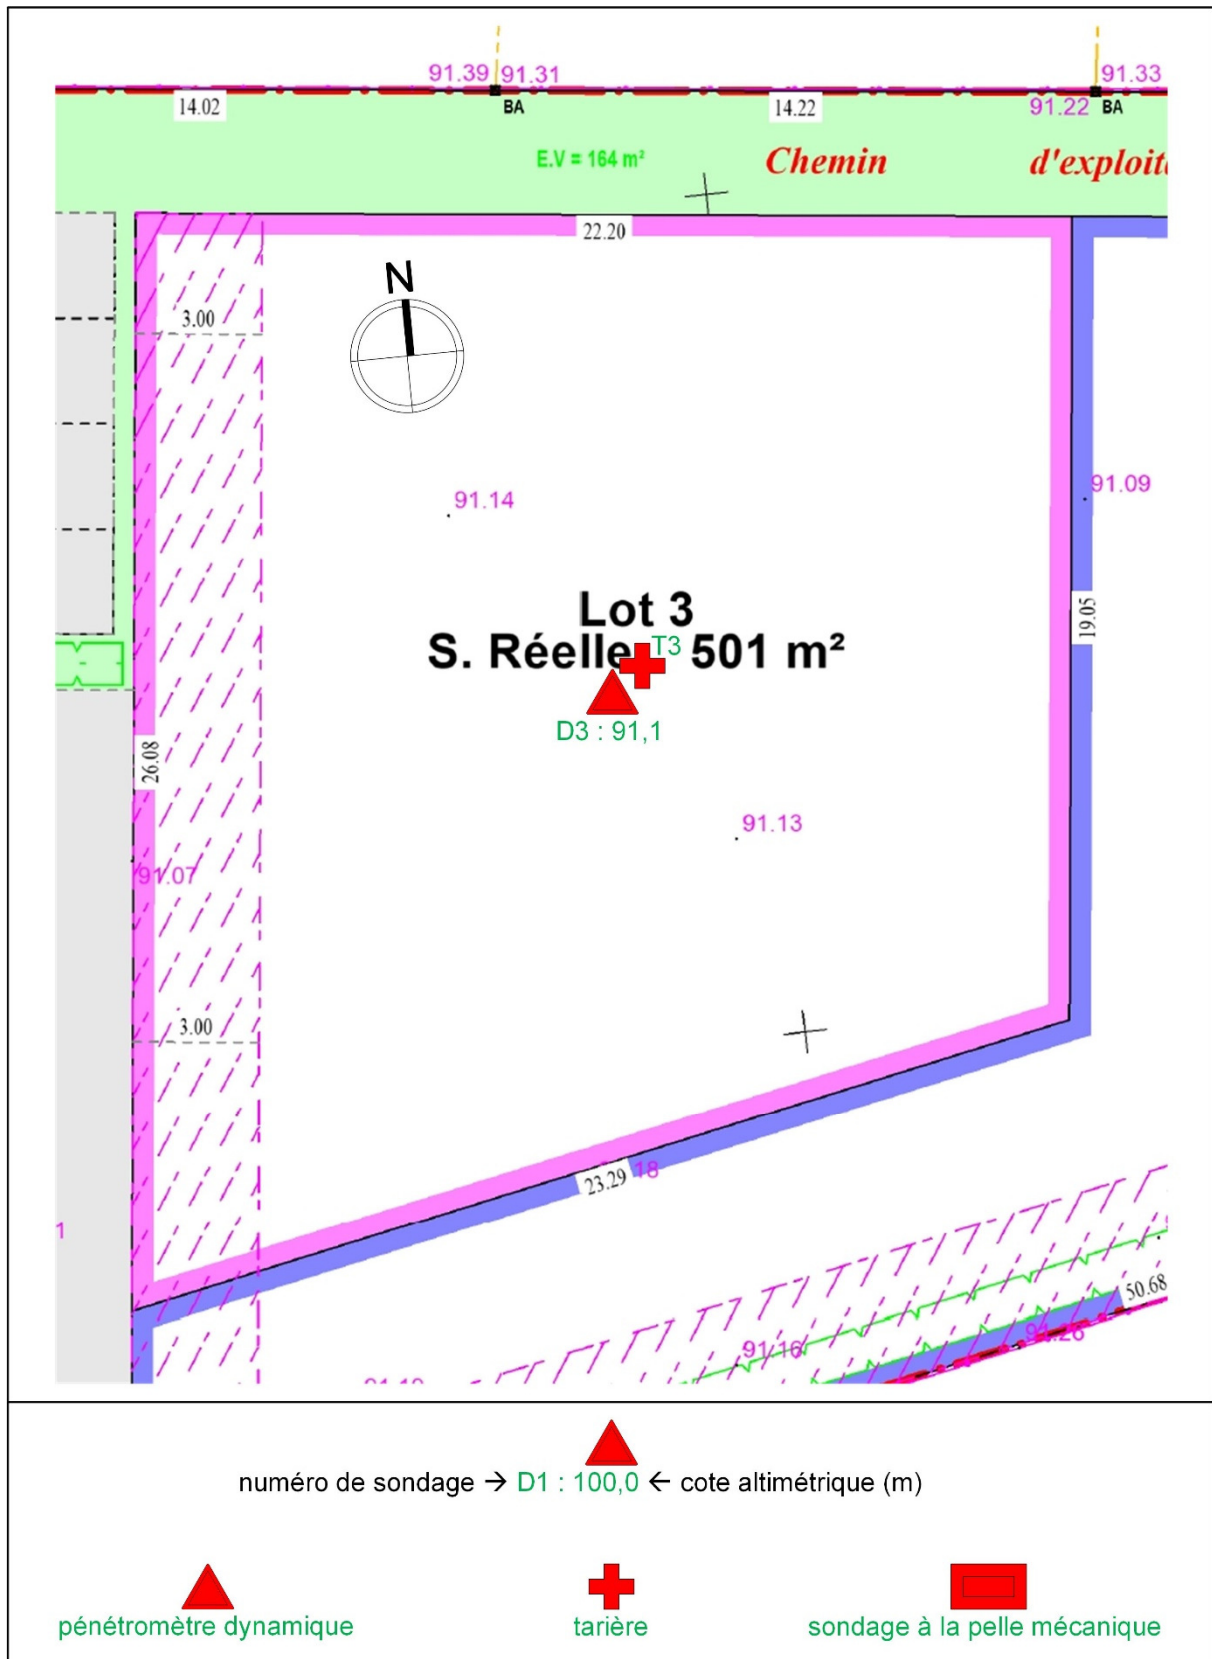 91.39 91.31 91.33
14.02 BA 14.22 91.22 BA
E.V = 164 m² Chemin d'exploit
22.20
N
3.00
91.14 91.09
Lot 3
19.05
S. Réelle T3 501 m²
D3 : 91,1
26.08
91.13
91.07
3.00
23.29 18
1
50.68
91.26
91.16
numéro de sondage → D1 : 100,0 ← cote altimétrique (m)
pénétromètre dynamique tarière sondage à la pelle mécanique